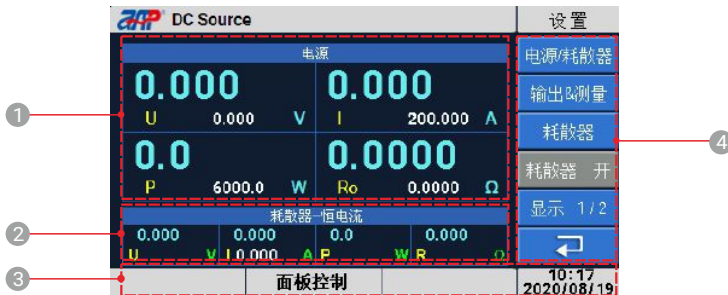 DC Source
设置
电源
0.000 0.000
U 0.000 V I 200.000 A
0.0 0.0000
P 6000.0 W Ro 0.0000 Ω
耗散器-恒电流
0.000 0.000 0.0 0.000
U V I 0.000 A P W R Ω
面板控制
电源/耗散器
输出&测量
耗散器
耗散器 开
显示 1/2
10:17
2020/08/19
1
2
3
4